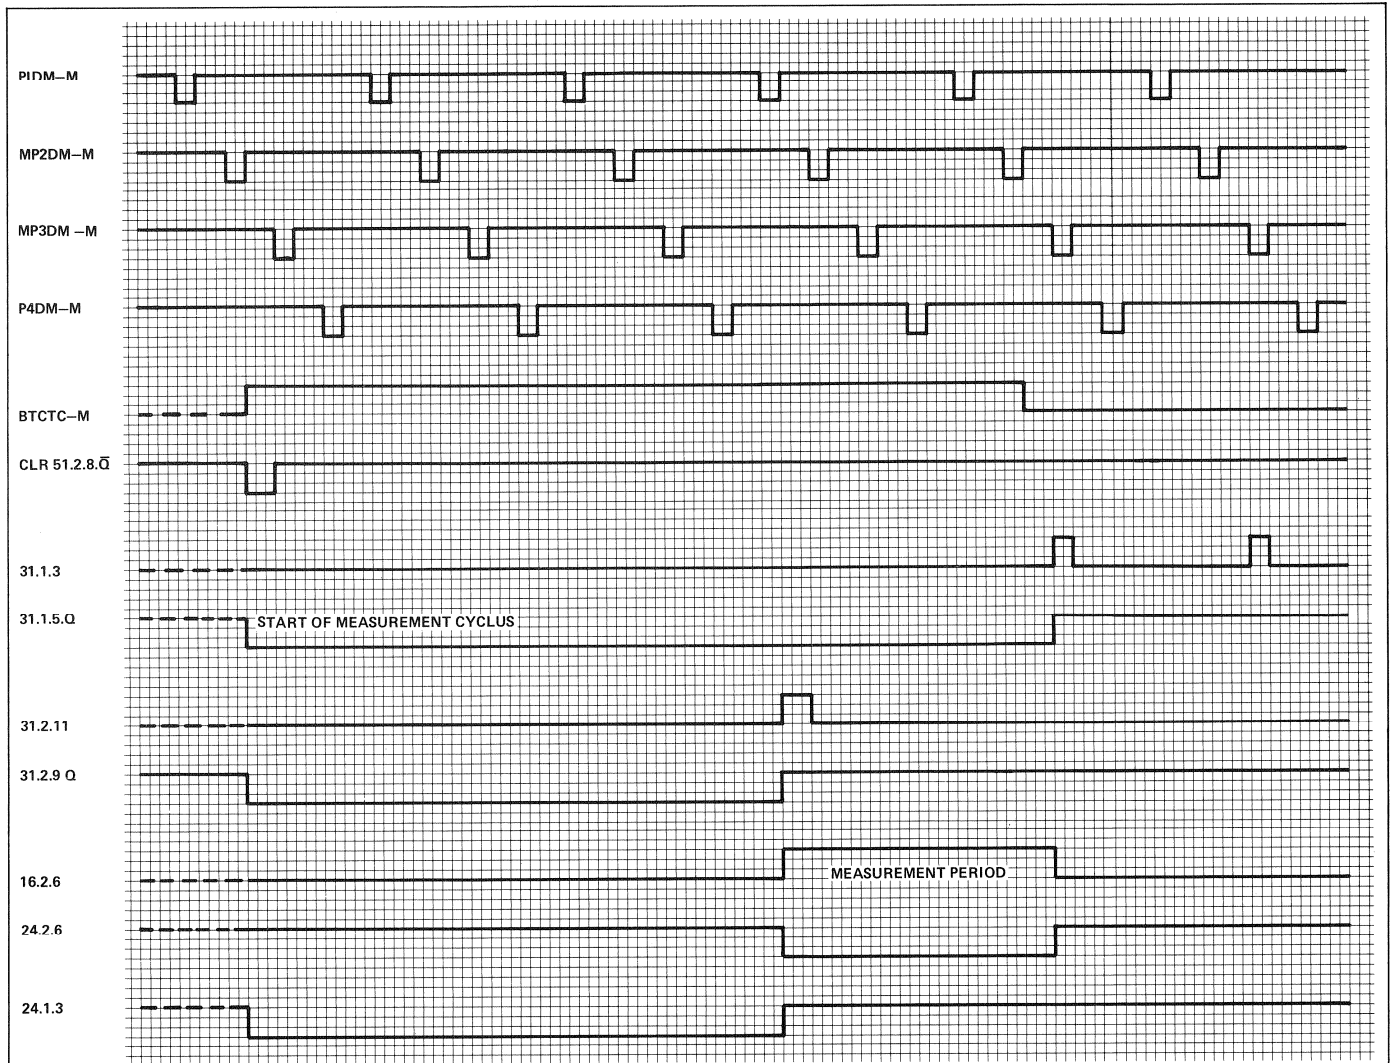 PIDM–M
MP2DM–M
MP3DM –M
P4DM–M
BTCTC–M
CLR 51.2.8.Q̅
31.1.3
31.1.5.Q START OF MEASUREMENT CYCLUS
31.2.11
31.2.9 Q
16.2.6 MEASUREMENT PERIOD
24.2.6
24.1.3